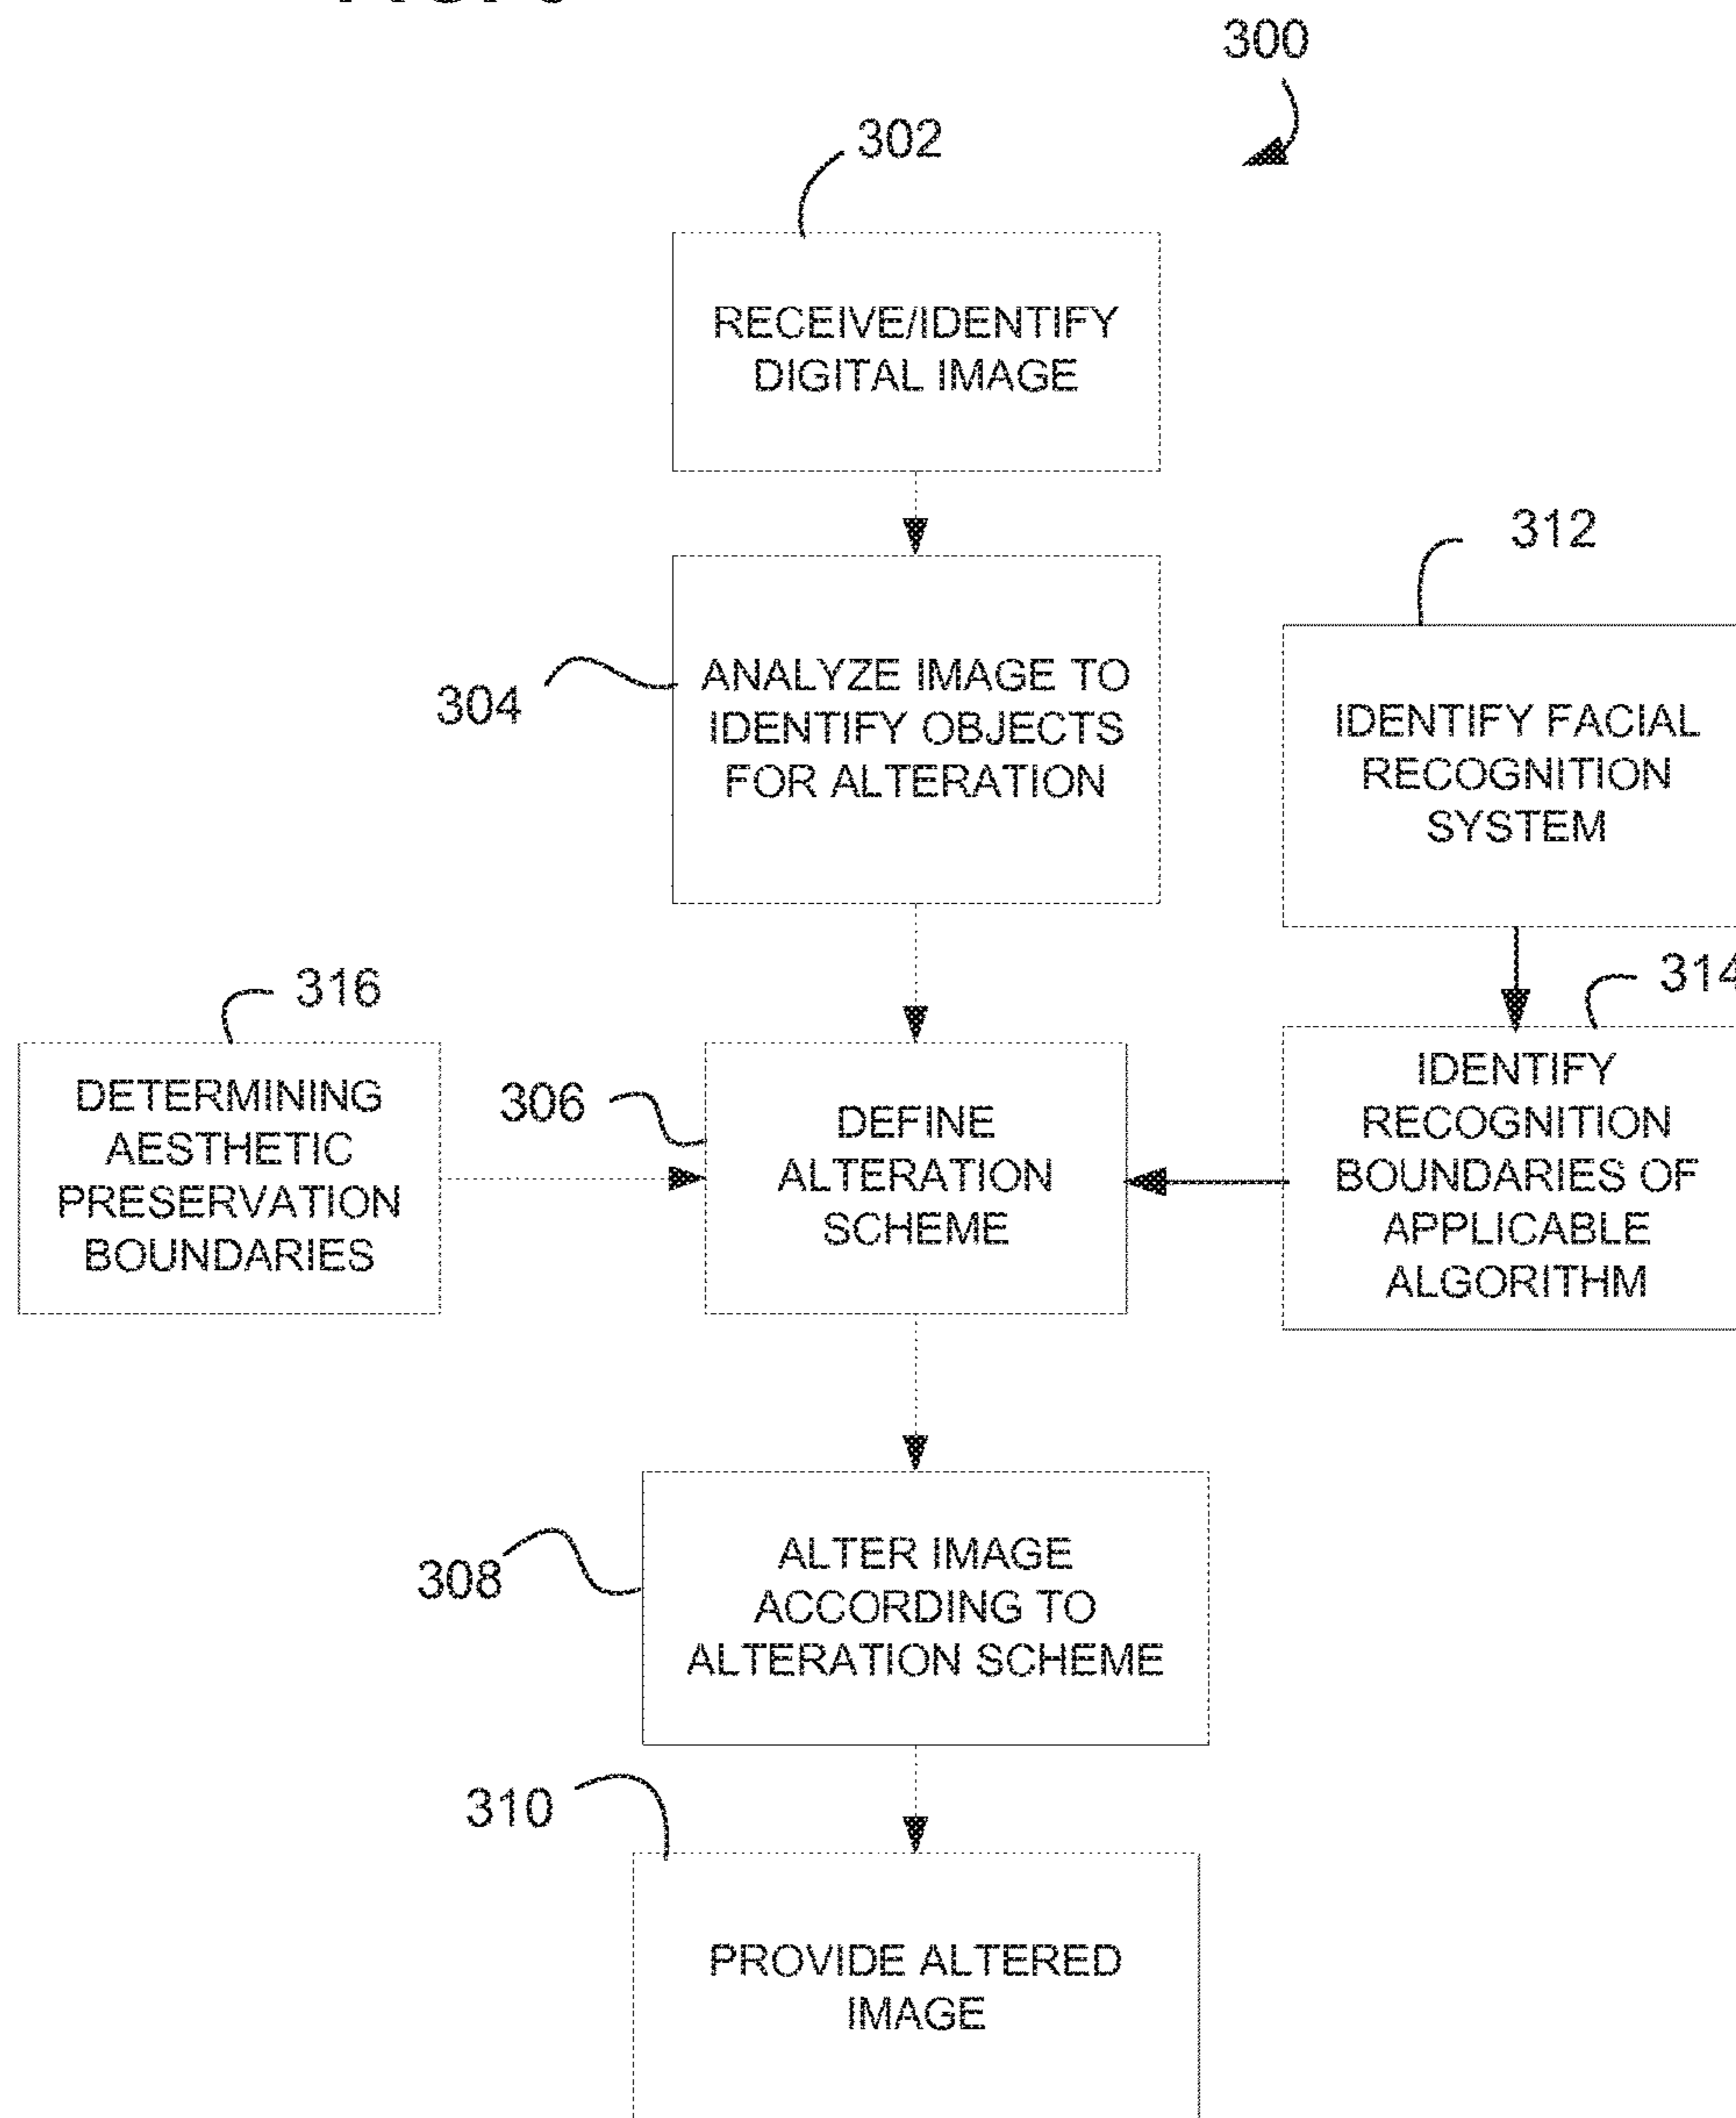 300
302
RECEIVE/IDENTIFY
DIGITAL IMAGE
304
ANALYZE IMAGE TO
IDENTIFY OBJECTS
FOR ALTERATION
312
IDENTIFY FACIAL
RECOGNITION
SYSTEM
316
DETERMINING
AESTHETIC
PRESERVATION
BOUNDARIES
306
DEFINE
ALTERATION
SCHEME
314
IDENTIFY
RECOGNITION
BOUNDARIES OF
APPLICABLE
ALGORITHM
308
ALTER IMAGE
ACCORDING TO
ALTERATION SCHEME
310
PROVIDE ALTERED
IMAGE